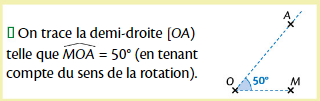 ▯ On trace la demi-droite [OA)
telle que MOA = 50° (en tenant
compte du sens de la rotation).
A
O 50° M